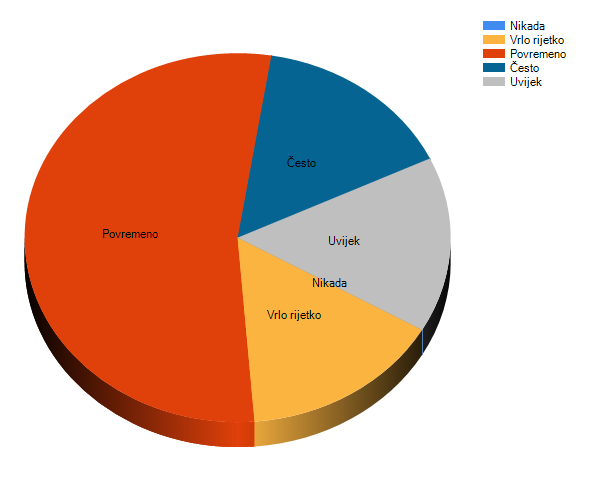 Nikada
Vrlo rijetko
Povremeno
Često
Uvijek
Često
Povremeno
Uvijek
Nikada
Vrlo rijetko